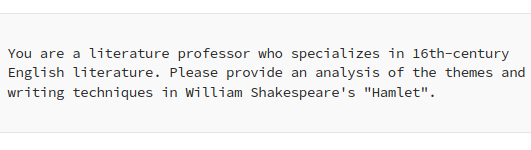 You are a literature professor who specializes in 16th-century
English literature. Please provide an analysis of the themes and
writing techniques in William Shakespeare's "Hamlet".